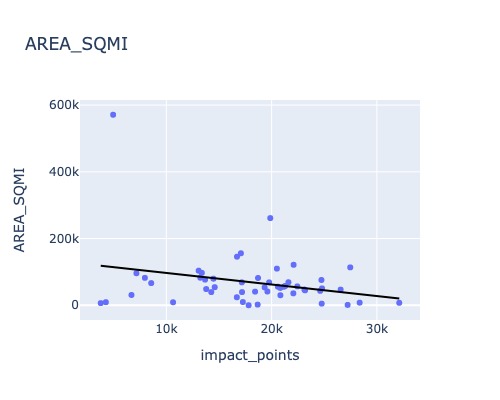 AREA_SQMI
600k
400k
200k
0
AREA_SQMI
10k
20k
30k
impact_points